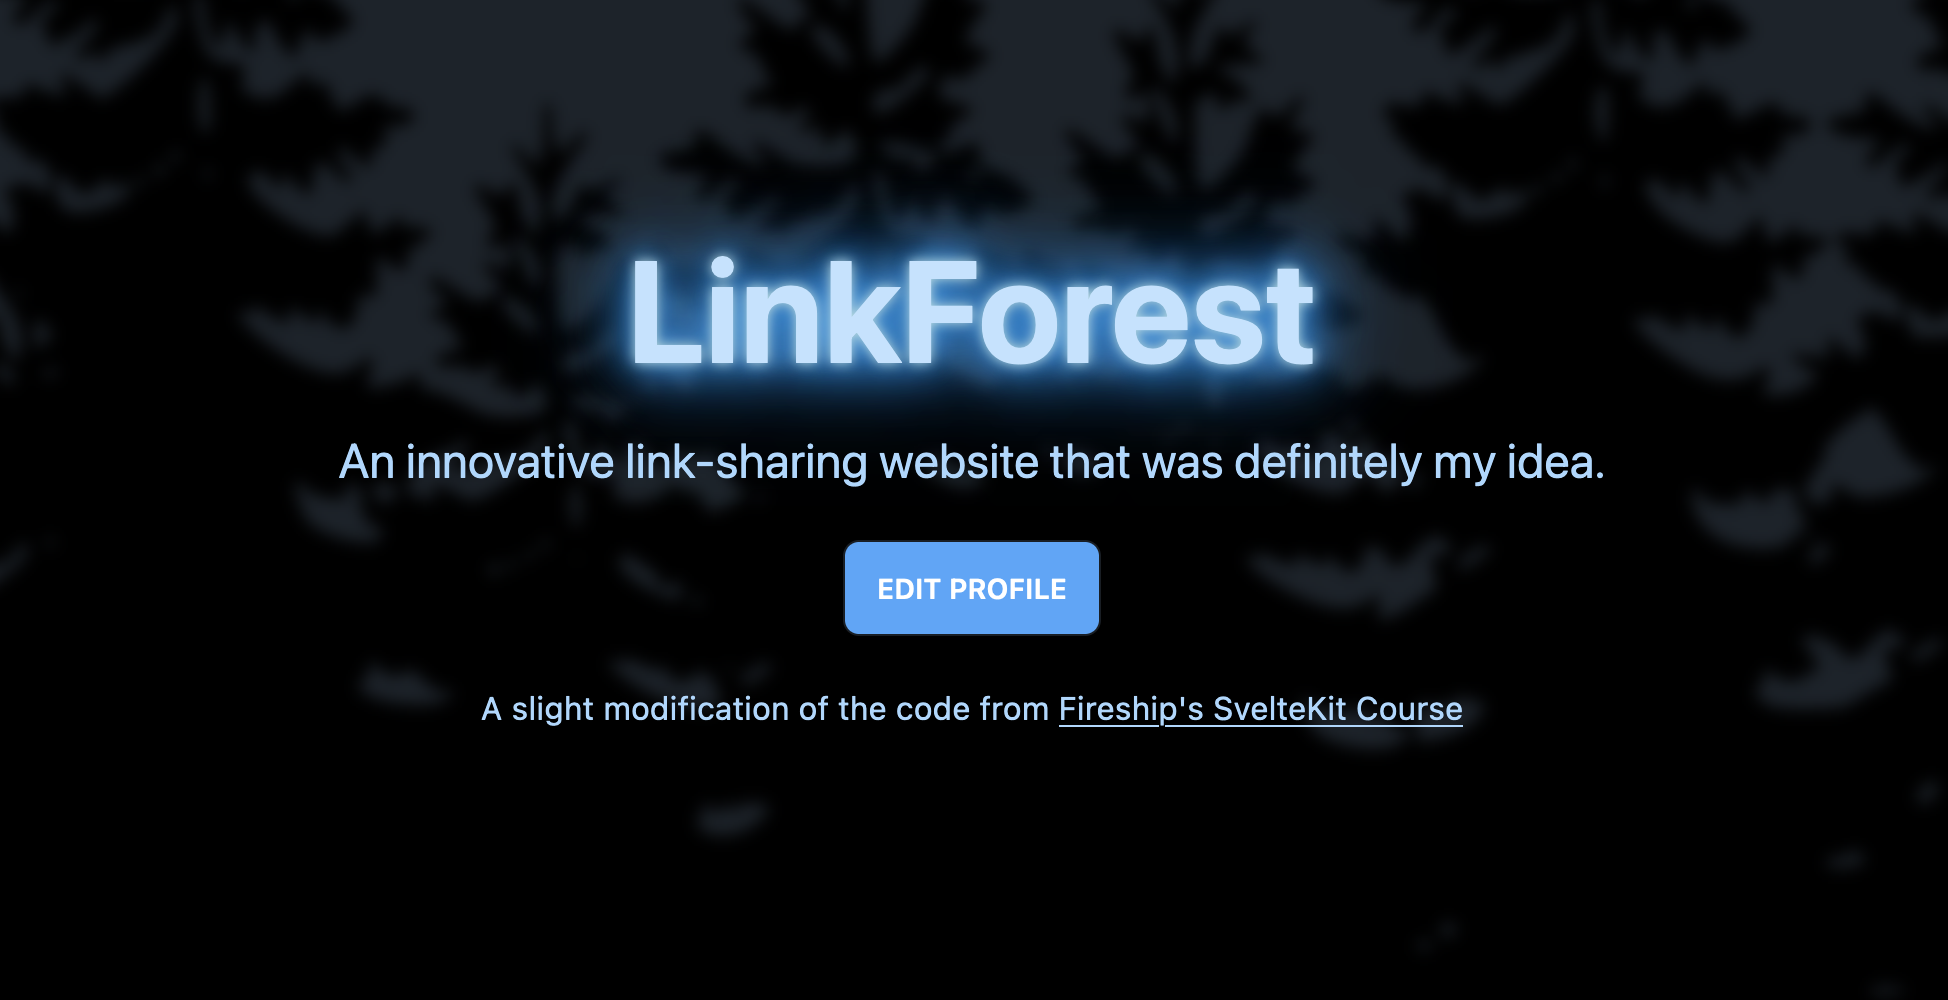 LinkForest
An innovative link-sharing website that was definitely my idea.
EDIT PROFILE
A slight modification of the code from Fireship's SvelteKit Course